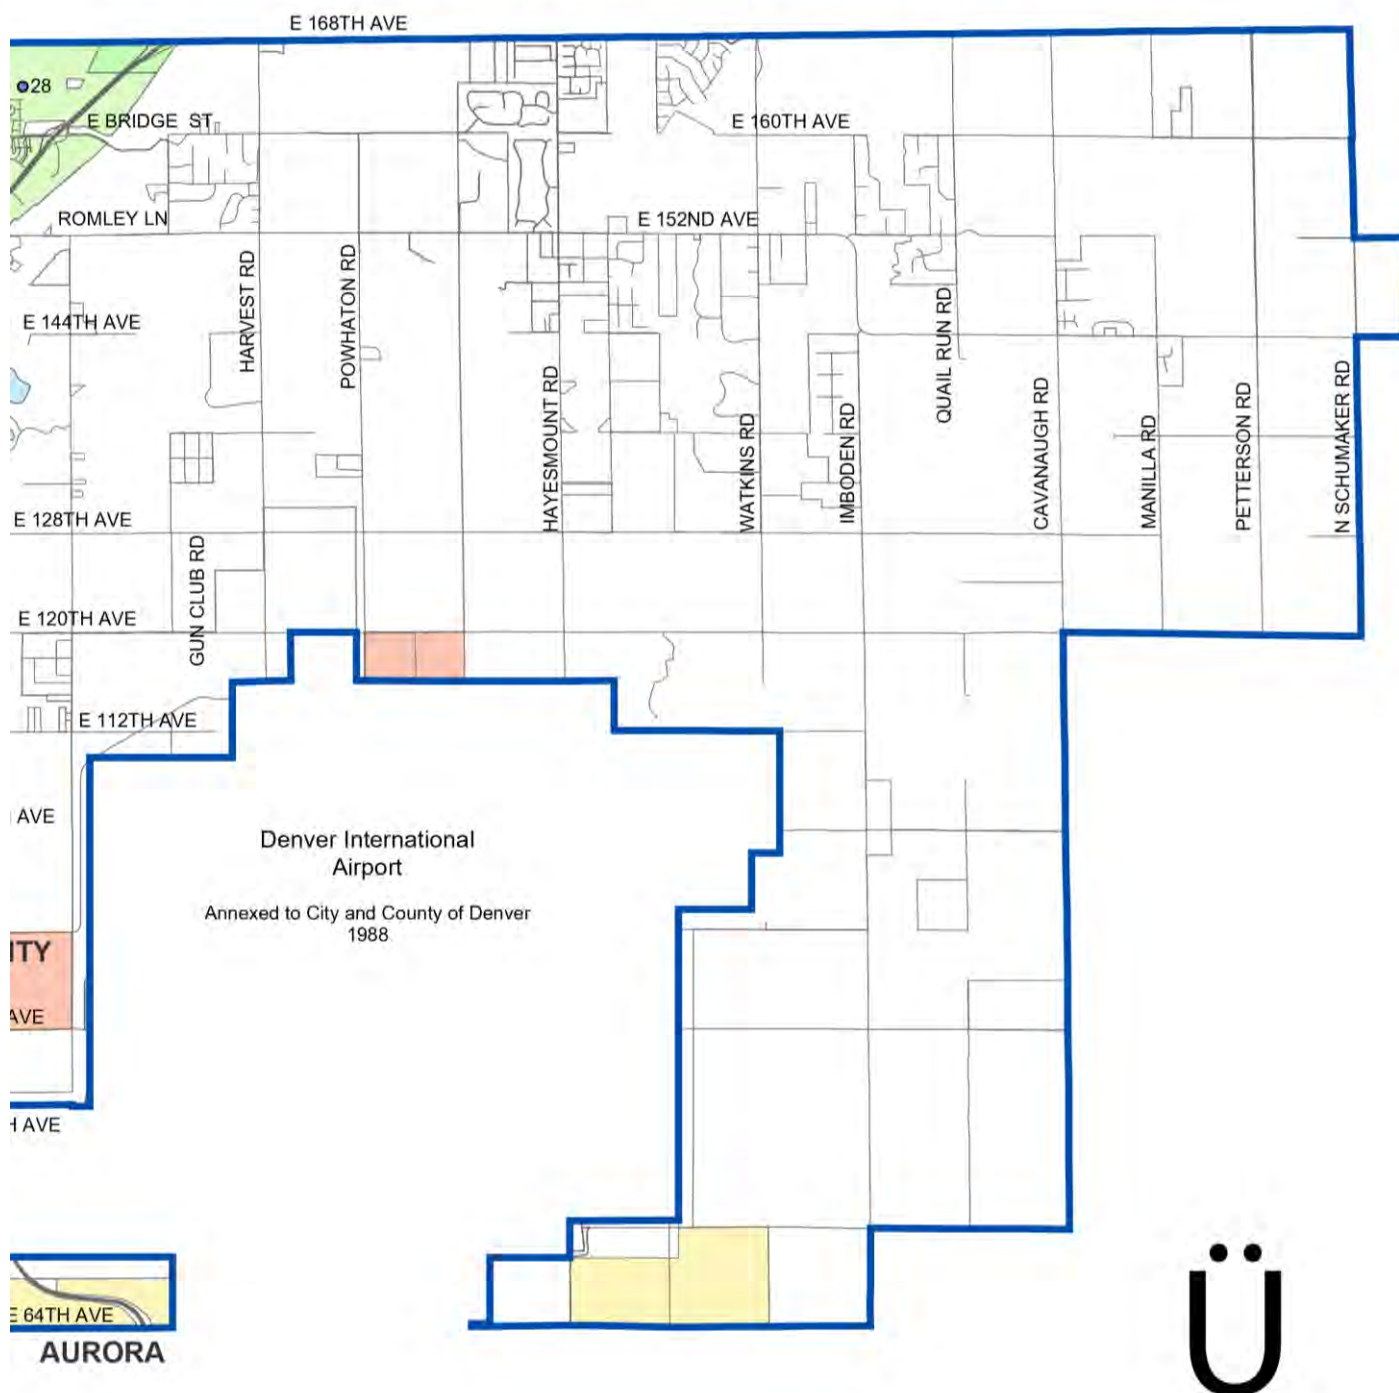 E 168TH AVE
28
E BRIDGE ST
E 160TH AVE
ROMLEY LN
E 152ND AVE
HARVEST RD
POWHATON RD
E 144TH AVE
QUAIL RUN RD
HAYESMOUNT RD
WATKINS RD
IMBODEN RD
CAVANAUGH RD
MANILLA RD
PETTERSON RD
N SCHUMAKER RD
E 128TH AVE
GUN CLUB RD
E 120TH AVE
E 112TH AVE
AVE
Denver International
Airport
Annexed to City and County of Denver
1988
ITY
AVE
H AVE
E 64TH AVE
AURORA
Ü